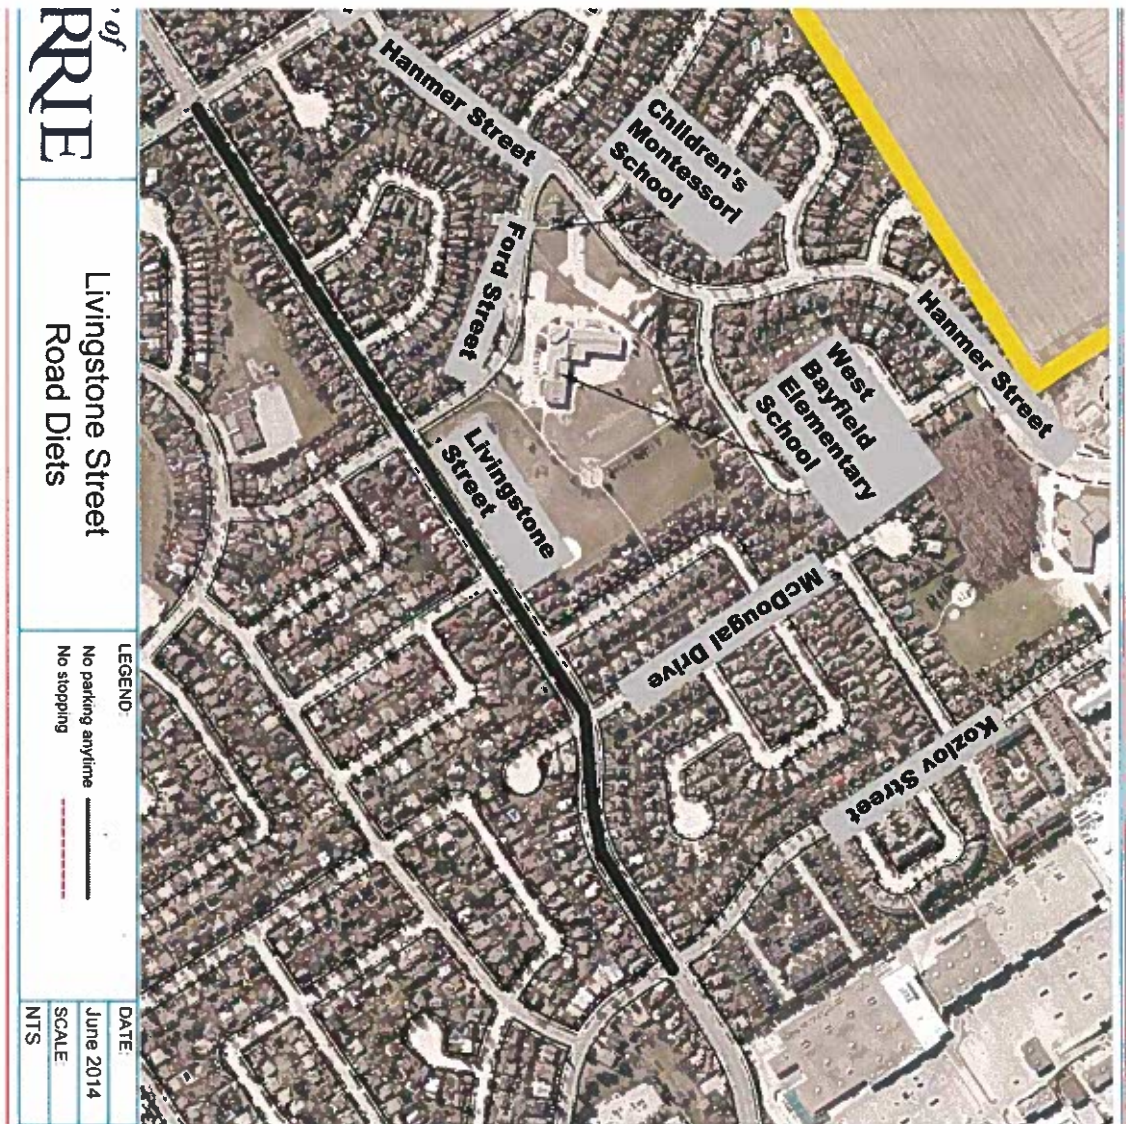 Hanmer Street
Children's
Montessori
School
Ford Street
Hanmer Street
West
Bayfield
Elementary
School
Livingstone
Street
McDougal Drive
Kozlov Street
of
RRIE
Livingstone Street
Road Diets
LEGEND:
No parking anytime
No stopping
DATE:
June 2014
SCALE:
NTS